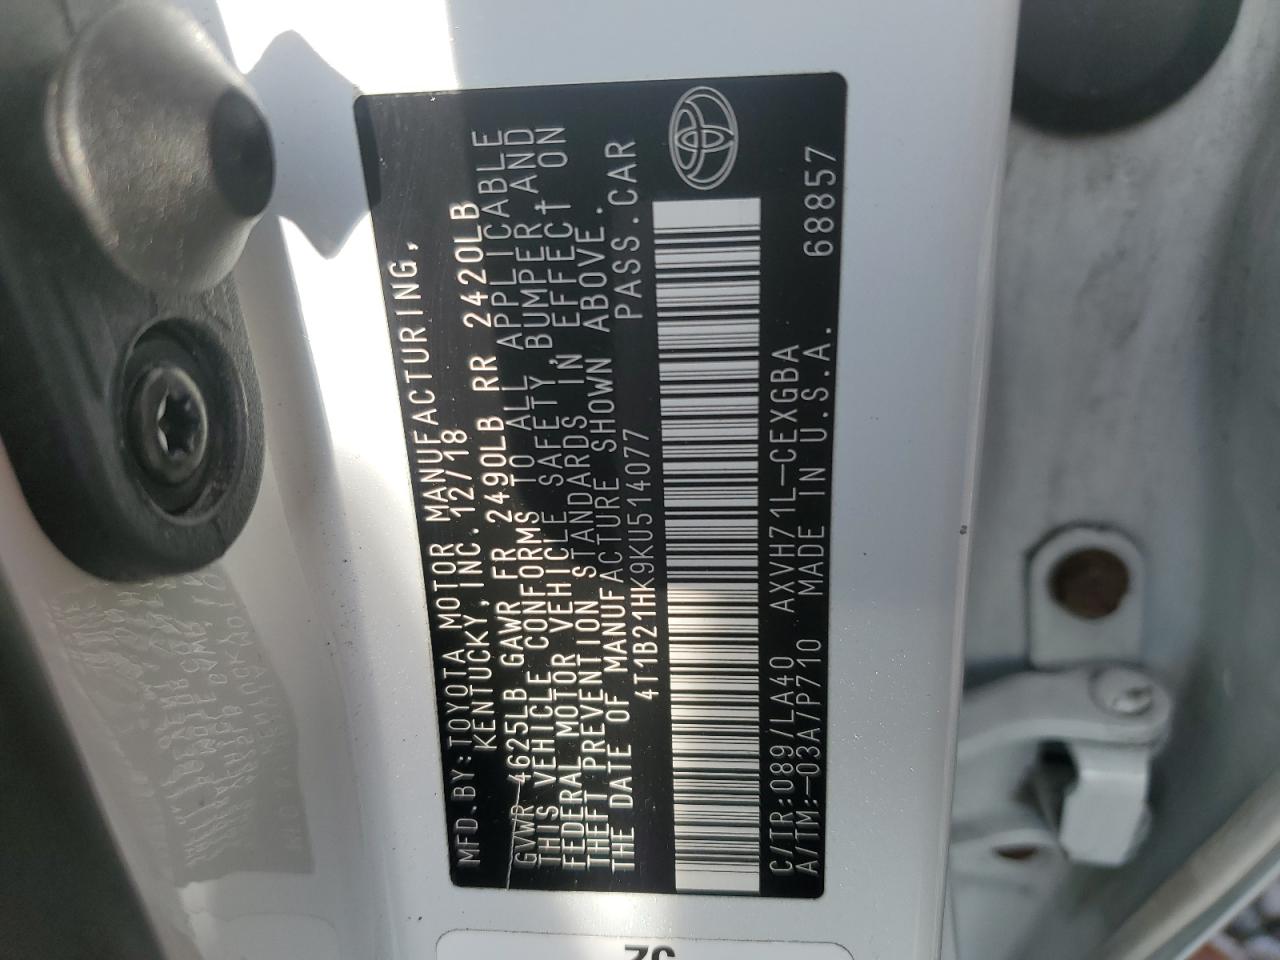 MFD.BY:TOYOTA MOTOR MANUFACTURING,
KENTUCKY,INC. 12/18
GVWR 4625LB GAWR FR 2490LB RR 2420LB
THIS VEHICLE CONFORMS TO ALL APPLICABLE
FEDERAL MOTOR VEHICLE SAFETY,BUMPER,AND
THEFT PREVENTION STANDARDS IN EFFECT ON
THE DATE OF MANUFACTURE SHOWN ABOVE.
4T1B21HK9KU514077 PASS.CAR
C/TR:089/LA40 AXVH71L-CEXGBA
A/TM:-03A/P710 MADE IN U.S.A. 68857